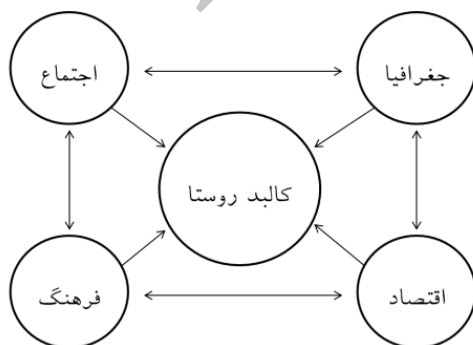 جغرافیا
اجتماع
کالبد روستا
اقتصاد
فرهنگ